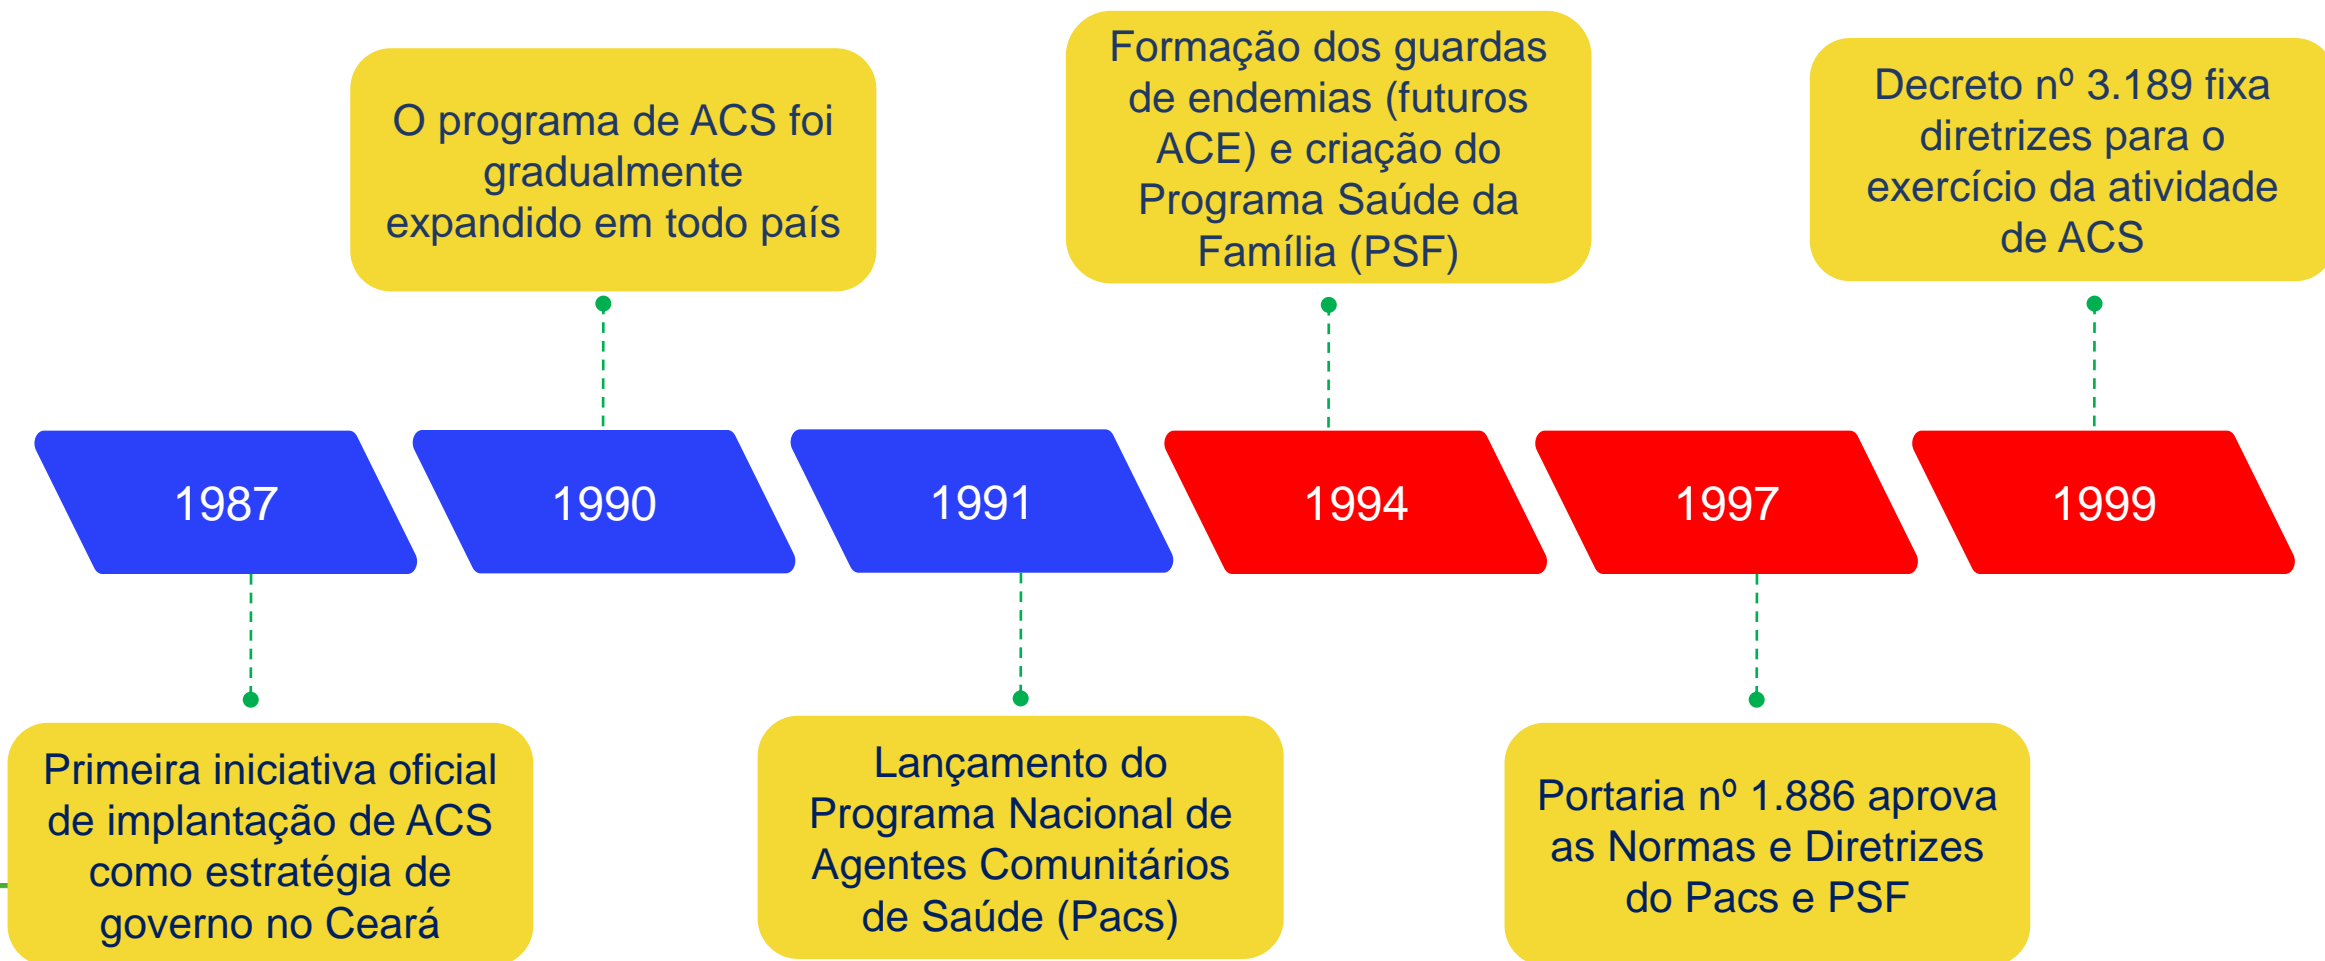 O programa de ACS foi
gradualmente
expandido em todo país
Formação dos guardas
de endemias (futuros
ACE) e criação do
Programa Saúde da
Família (PSF)
Decreto nº 3.189 fixa
diretrizes para o
exercício da atividade
de ACS
1987
1990
1991
1994
1997
1999
Primeira iniciativa oficial
de implantação de ACS
como estratégia de
governo no Ceará
Lançamento do
Programa Nacional de
Agentes Comunitários
de Saúde (Pacs)
Portaria nº 1.886 aprova
as Normas e Diretrizes
do Pacs e PSF